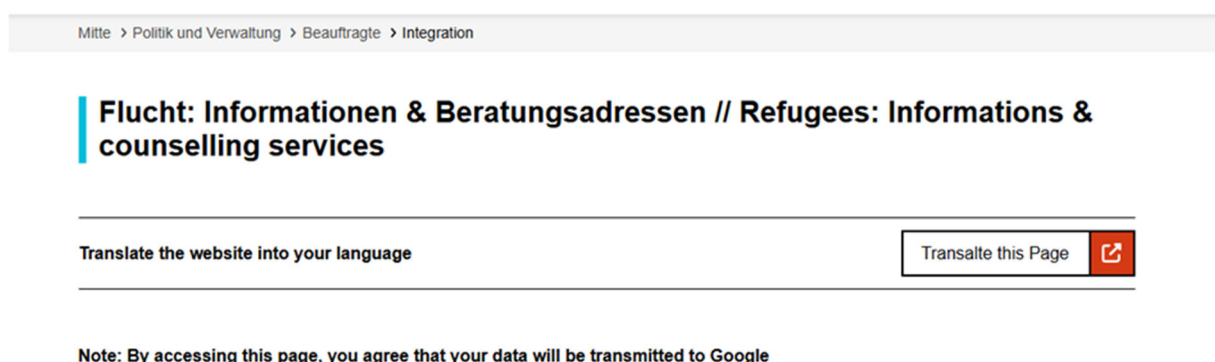 Mitte > Politik und Verwaltung > Beauftragte > Integration
Flucht: Informationen & Beratungsadressen // Refugees: Informations &
counselling services
Translate the website into your language
Transalte this Page
Note: By accessing this page, you agree that your data will be transmitted to Google